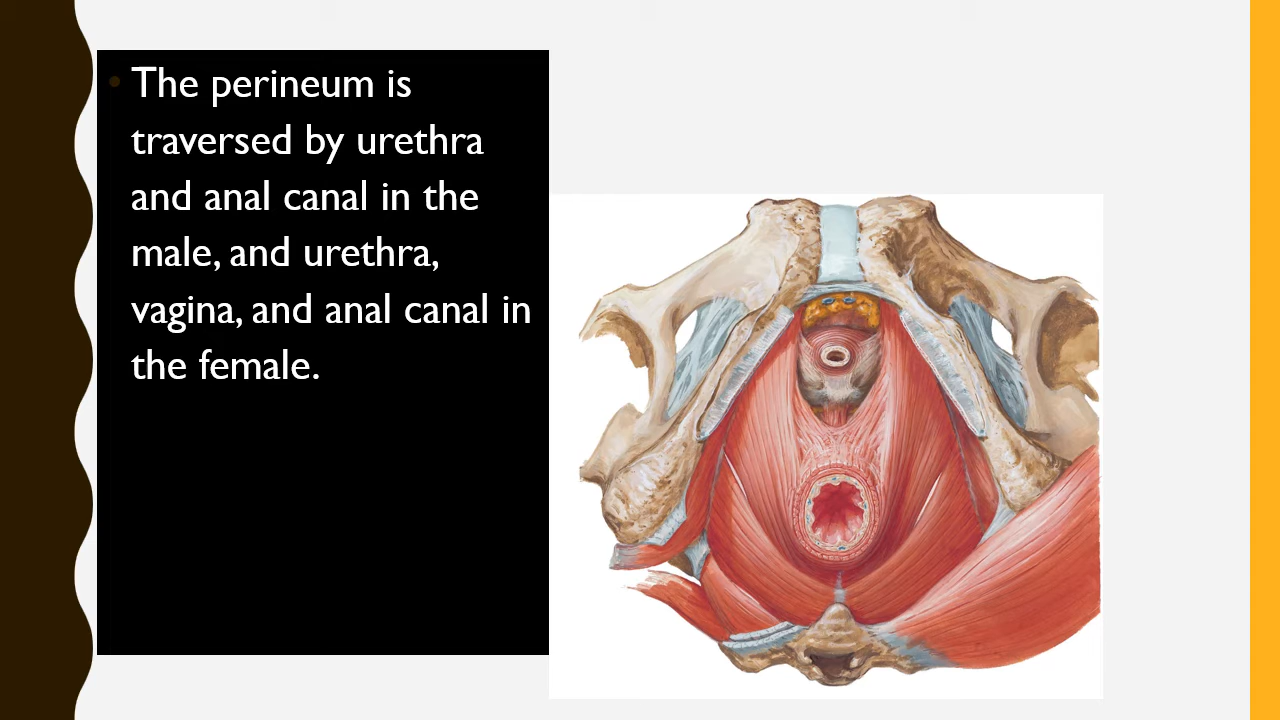 • The perineum is
traversed by urethra
and anal canal in the
male, and urethra,
vagina, and anal canal in
the female.